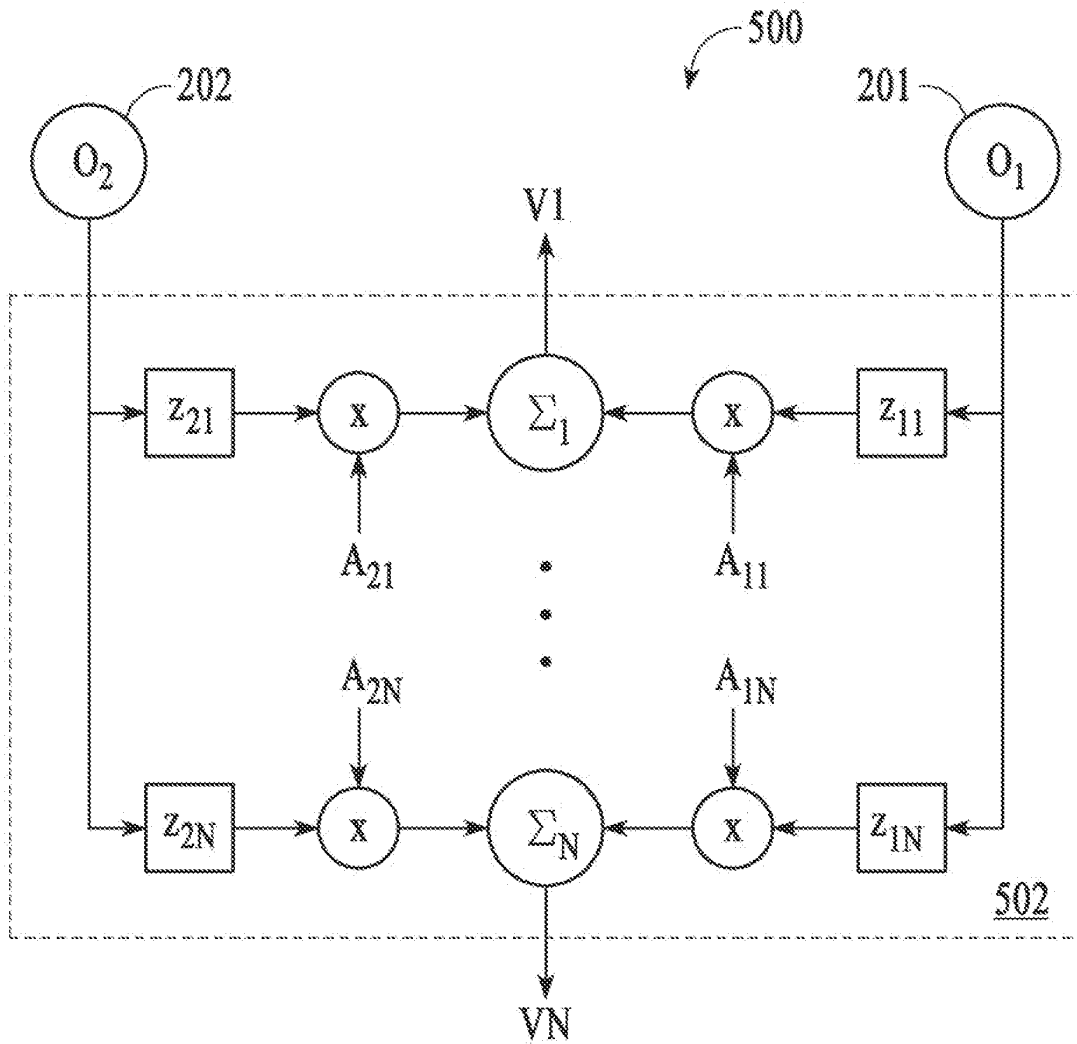 500
202
201
O₂
O₁
V1
z₂₁
x
Σ₁
x
z₁₁
A₂₁
A₁₁
A₂N
A₁N
z₂N
x
ΣN
x
z₁N
502
VN